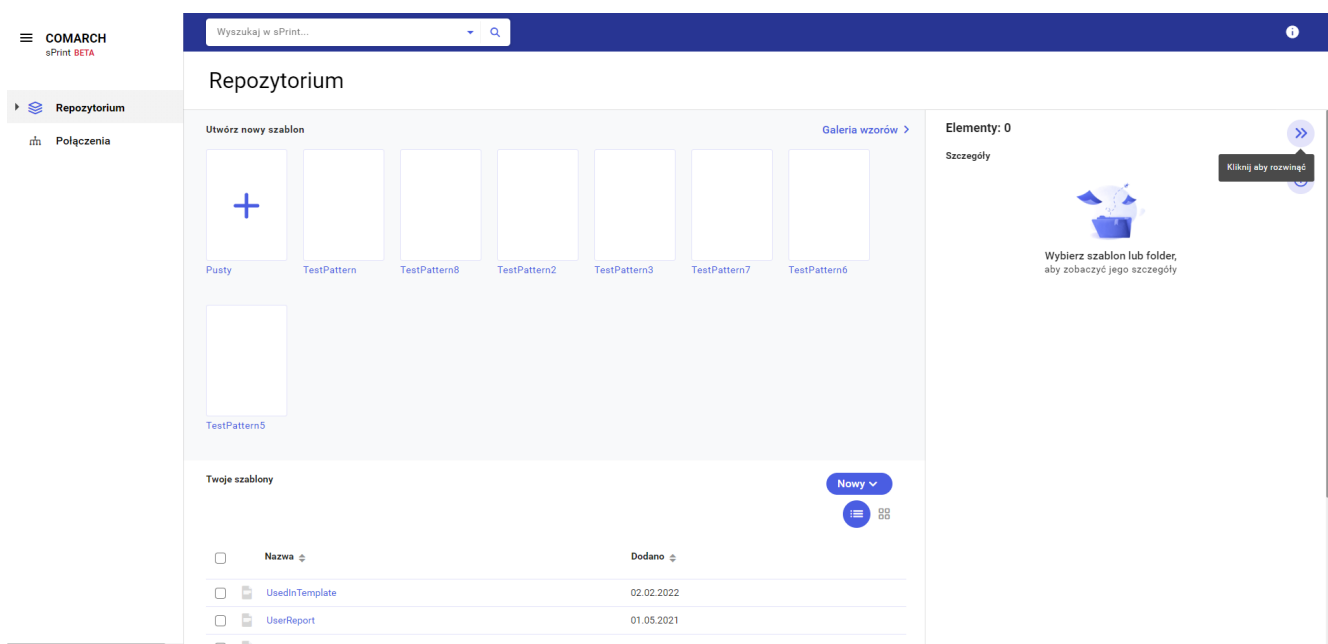 COMARCH
sPrint BETA
Wyszukaj w sPrint...
Repozytorium
Repozytorium
Połączenia
Utwórz nowy szablon
Galeria wzorów
Pusty
TestPattern
TestPattern8
TestPattern2
TestPattern3
TestPattern7
TestPattern6
TestPattern5
Twoje szablony
Nowy
Nazwa
Dodano
UsedInTemplate
02.02.2022
UserReport
01.05.2021
Elementy: 0
Szczegóły
Kliknij aby rozwinąć
Wybierz szablon lub folder,
aby zobaczyć jego szczegóły